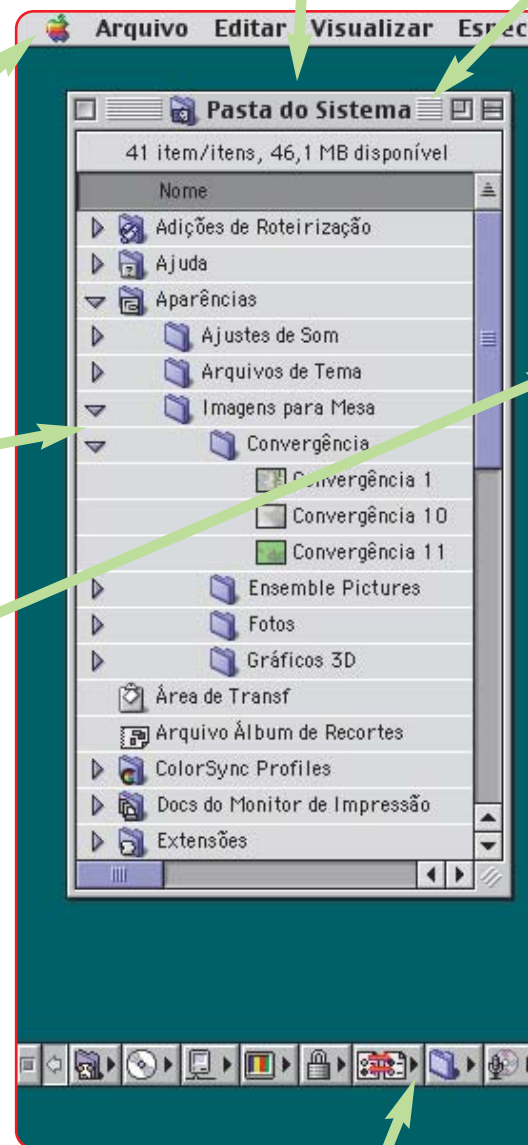 Arquivo Editar Visualizar Espec
Pasta do Sistema
41 item/itens, 46,1 MB disponível
Nome
Adições de Roteirização
Ajuda
Aparências
Ajustes de Som
Arquivos de Tema
Imagens para Mesa
Convergência
Convergência 1
Convergência 10
Convergência 11
Ensemble Pictures
Fotos
Gráficos 3D
Área de Transf
Arquivo Álbum de Recortes
ColorSync Profiles
Docs do Monitor de Impressão
Extensões